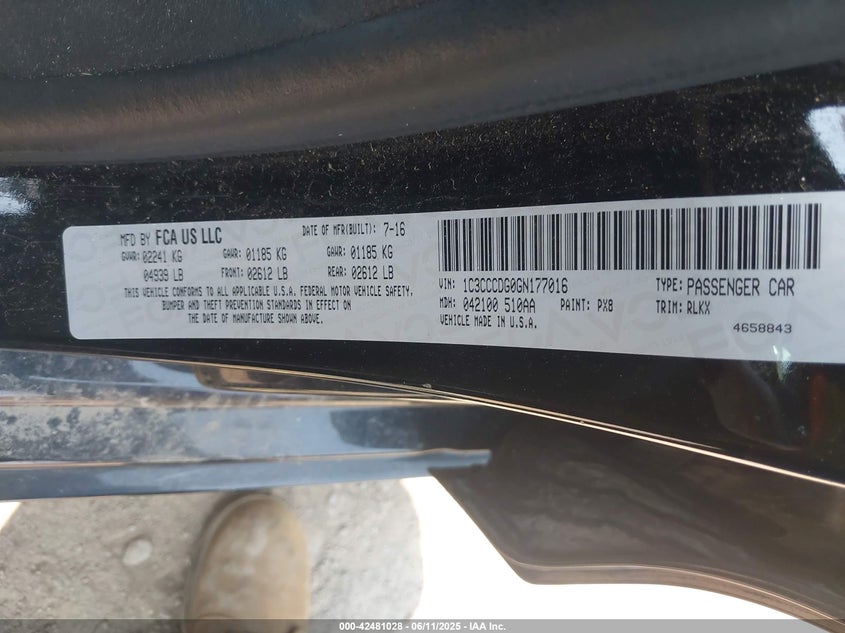 MFD BY FCA US LLC DATE OF MFR(BUILT): 7-16
GVWR: 02241 KG GAWR: 01185 KG GAWR: 01185 KG
04939 LB FRONT: 02612 LB REAR: 02612 LB
THIS VEHICLE CONFORMS TO ALL APPLICABLE U.S.A. FEDERAL MOTOR VEHICLE SAFETY,
BUMPER AND THEFT PREVENTION STANDARDS IN EFFECT ON
THE DATE OF MANUFACTURE SHOWN ABOVE.
VIN: 1C3CCCDG0GN177016 TYPE: PASSENGER CAR
MDH: 042100 510AA PAINT: PX8 TRIM: RLKX
VEHICLE MADE IN U.S.A. 4658843
000-42481028 - 06/11/2025 - IAA Inc.